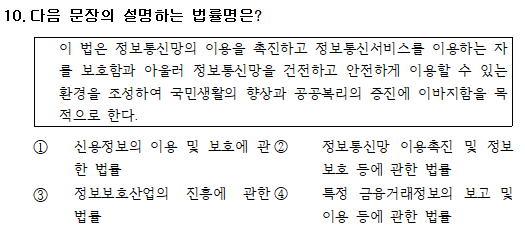 10. 다음 문장의 설명하는 법률명은?
이 법은 정보통신망의 이용을 촉진하고 정보통신서비스를 이용하는 자
를 보호함과 아울러 정보통신망을 건전하고 안전하게 이용할 수 있는
환경을 조성하여 국민생활의 향상과 공공복리의 증진에 이바지함을 목
적으로 한다.
① 신용정보의 이용 및 보호에 관
한 법률
② 정보통신망 이용촉진 및 정보
보호 등에 관한 법률
③ 정보보호산업의 진흥에 관한
법률
④ 특정 금융거래정보의 보고 및
이용 등에 관한 법률